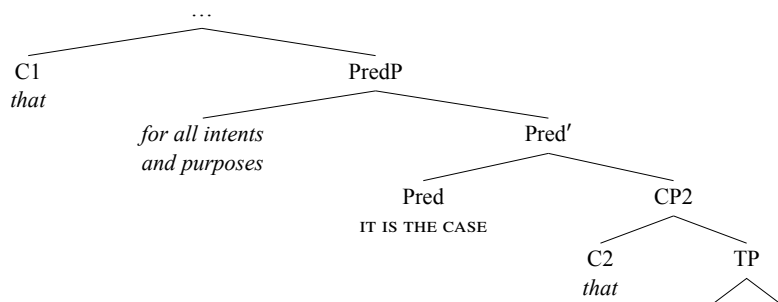 …
C1 PredP
that
for all intents Pred′
and purposes
Pred CP2
IT IS THE CASE
C2 TP
that